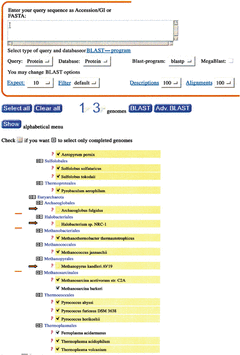 Enter your query sequence as Accession/GI or
FASTA:
Select type of query and database BLAST—program
Query: Protein Database: Protein Blast-program: blastp MegaBlast:
You may change BLAST options
Expect: 10 Filter default Descriptions 100 Alignments 100
Select all Clear all 13 genomes BLAST Adv. BLAST
Show alphabetical menu
Check if you want to select only completed genomes
Aeropyrum pernix
Sulfolobales
Sulfolobus solfataricus
Sulfolobus tokodaii
Thermoproteales
Pyrobaculum aerophilum
Euryarchaeota
Archaeoglobales
Archaeoglobus fulgidus
Halobacteriales
Halobacterium sp. NRC-1
Methanobacteriales
Methanothermobacter thermautotrophicus
Methanococcales
Methanococcus jannaschii
Methanopyrales
Methanopyrus kandleri AV19
Methanosarcinales
Methanosarcina acetivorans str. C2A
Methanosarcina barkeri
Thermococcales
Pyrococcus abyssi
Pyrococcus furiosus DSM 3638
Pyrococcus horikoshii
Thermoplasmales
Ferroplasma acidarmanus
Thermoplasma acidophilum
Thermoplasma volcanium